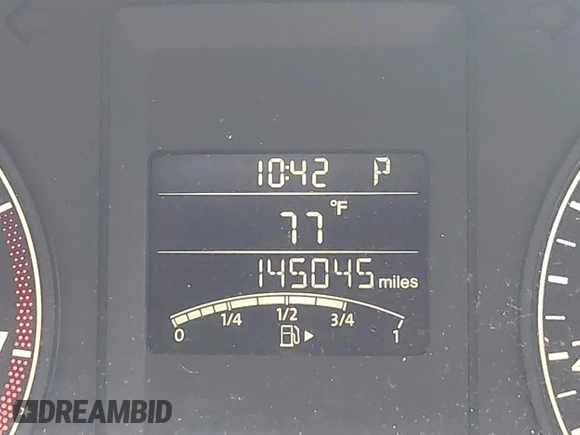 10:42 P
77 °F
145045 miles
0 1/4 1/2 3/4 1
DREAMBID